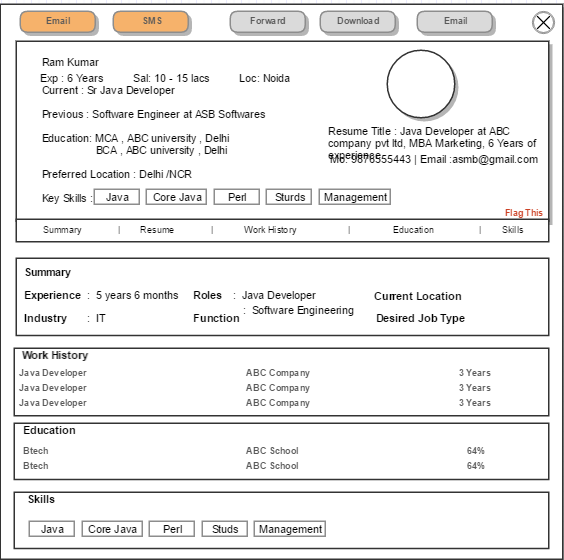 Email SMS Forward Download Email
Ram Kumar
Exp : 6 Years Sal: 10 - 15 lacs Loc: Noida
Current : Sr Java Developer
Previous : Software Engineer at ASB Softwares
Education: MCA , ABC university , Delhi
BCA , ABC university , Delhi
Preferred Location : Delhi /NCR
Key Skills : Java Core Java Perl Sturds Management
Resume Title : Java Developer at ABC
company pvt ltd, MBA Marketing, 6 Years of
experience
Mo: 9876555443 | Email :asmb@gmail.com
Flag This
Summary | Resume | Work History | Education | Skills
Summary
Experience : 5 years 6 months Roles : Java Developer Current Location
Industry : IT Function : Software Engineering Desired Job Type
Work History
Java Developer ABC Company 3 Years
Java Developer ABC Company 3 Years
Java Developer ABC Company 3 Years
Education
Btech ABC School 64%
Btech ABC School 64%
Skills
Java Core Java Perl Studs Management